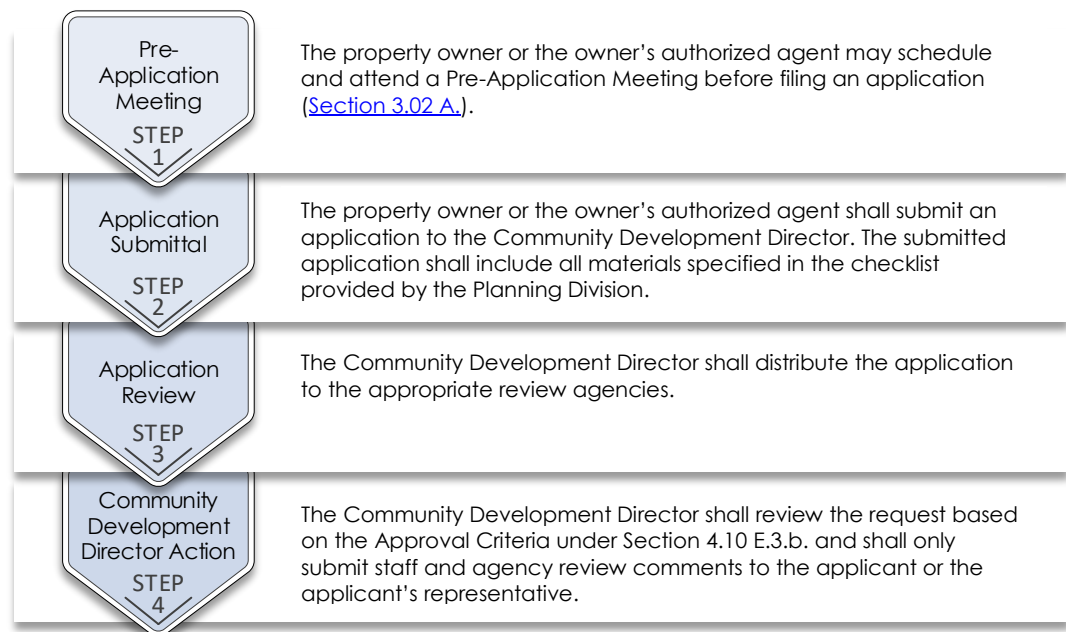 Pre-
Application
Meeting
STEP
1
The property owner or the owner’s authorized agent may schedule
and attend a Pre-Application Meeting before filing an application
(Section 3.02 A.).
Application
Submittal
STEP
2
The property owner or the owner’s authorized agent shall submit an
application to the Community Development Director. The submitted
application shall include all materials specified in the checklist
provided by the Planning Division.
Application
Review
STEP
3
The Community Development Director shall distribute the application
to the appropriate review agencies.
Community
Development
Director Action
STEP
4
The Community Development Director shall review the request based
on the Approval Criteria under Section 4.10 E.3.b. and shall only
submit staff and agency review comments to the applicant or the
applicant’s representative.